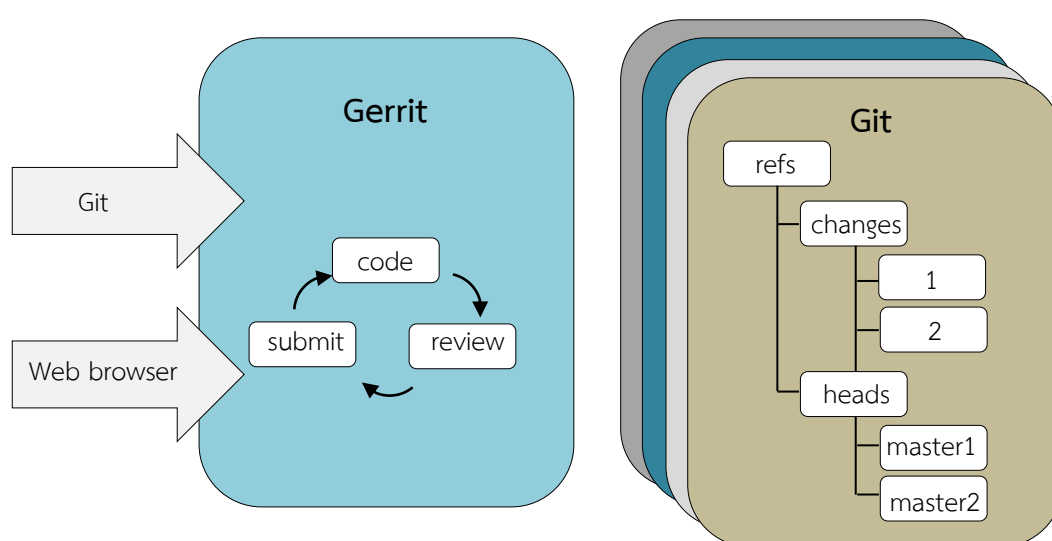 Gerrit
Git
Web browser
code
submit
review
Git
refs
changes
1
2
heads
master1
master2